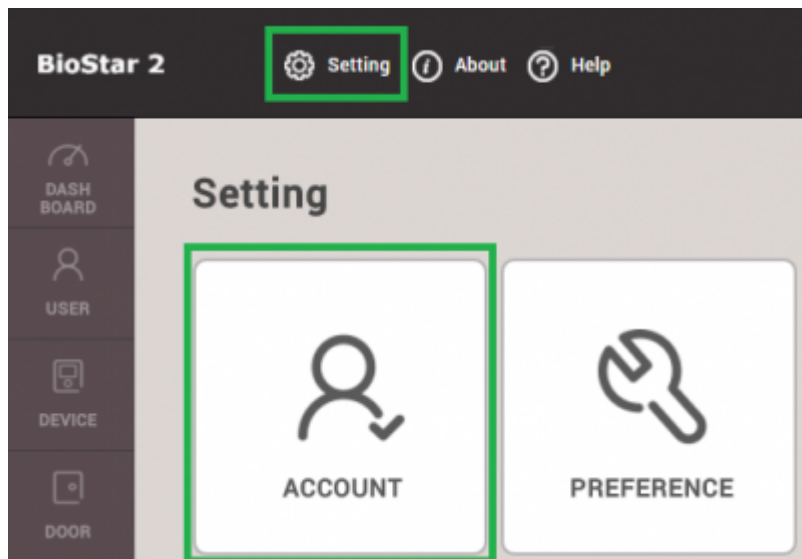 BioStar 2
Setting
About
Help
DASH
BOARD
USER
DEVICE
DOOR
Setting
ACCOUNT
PREFERENCE